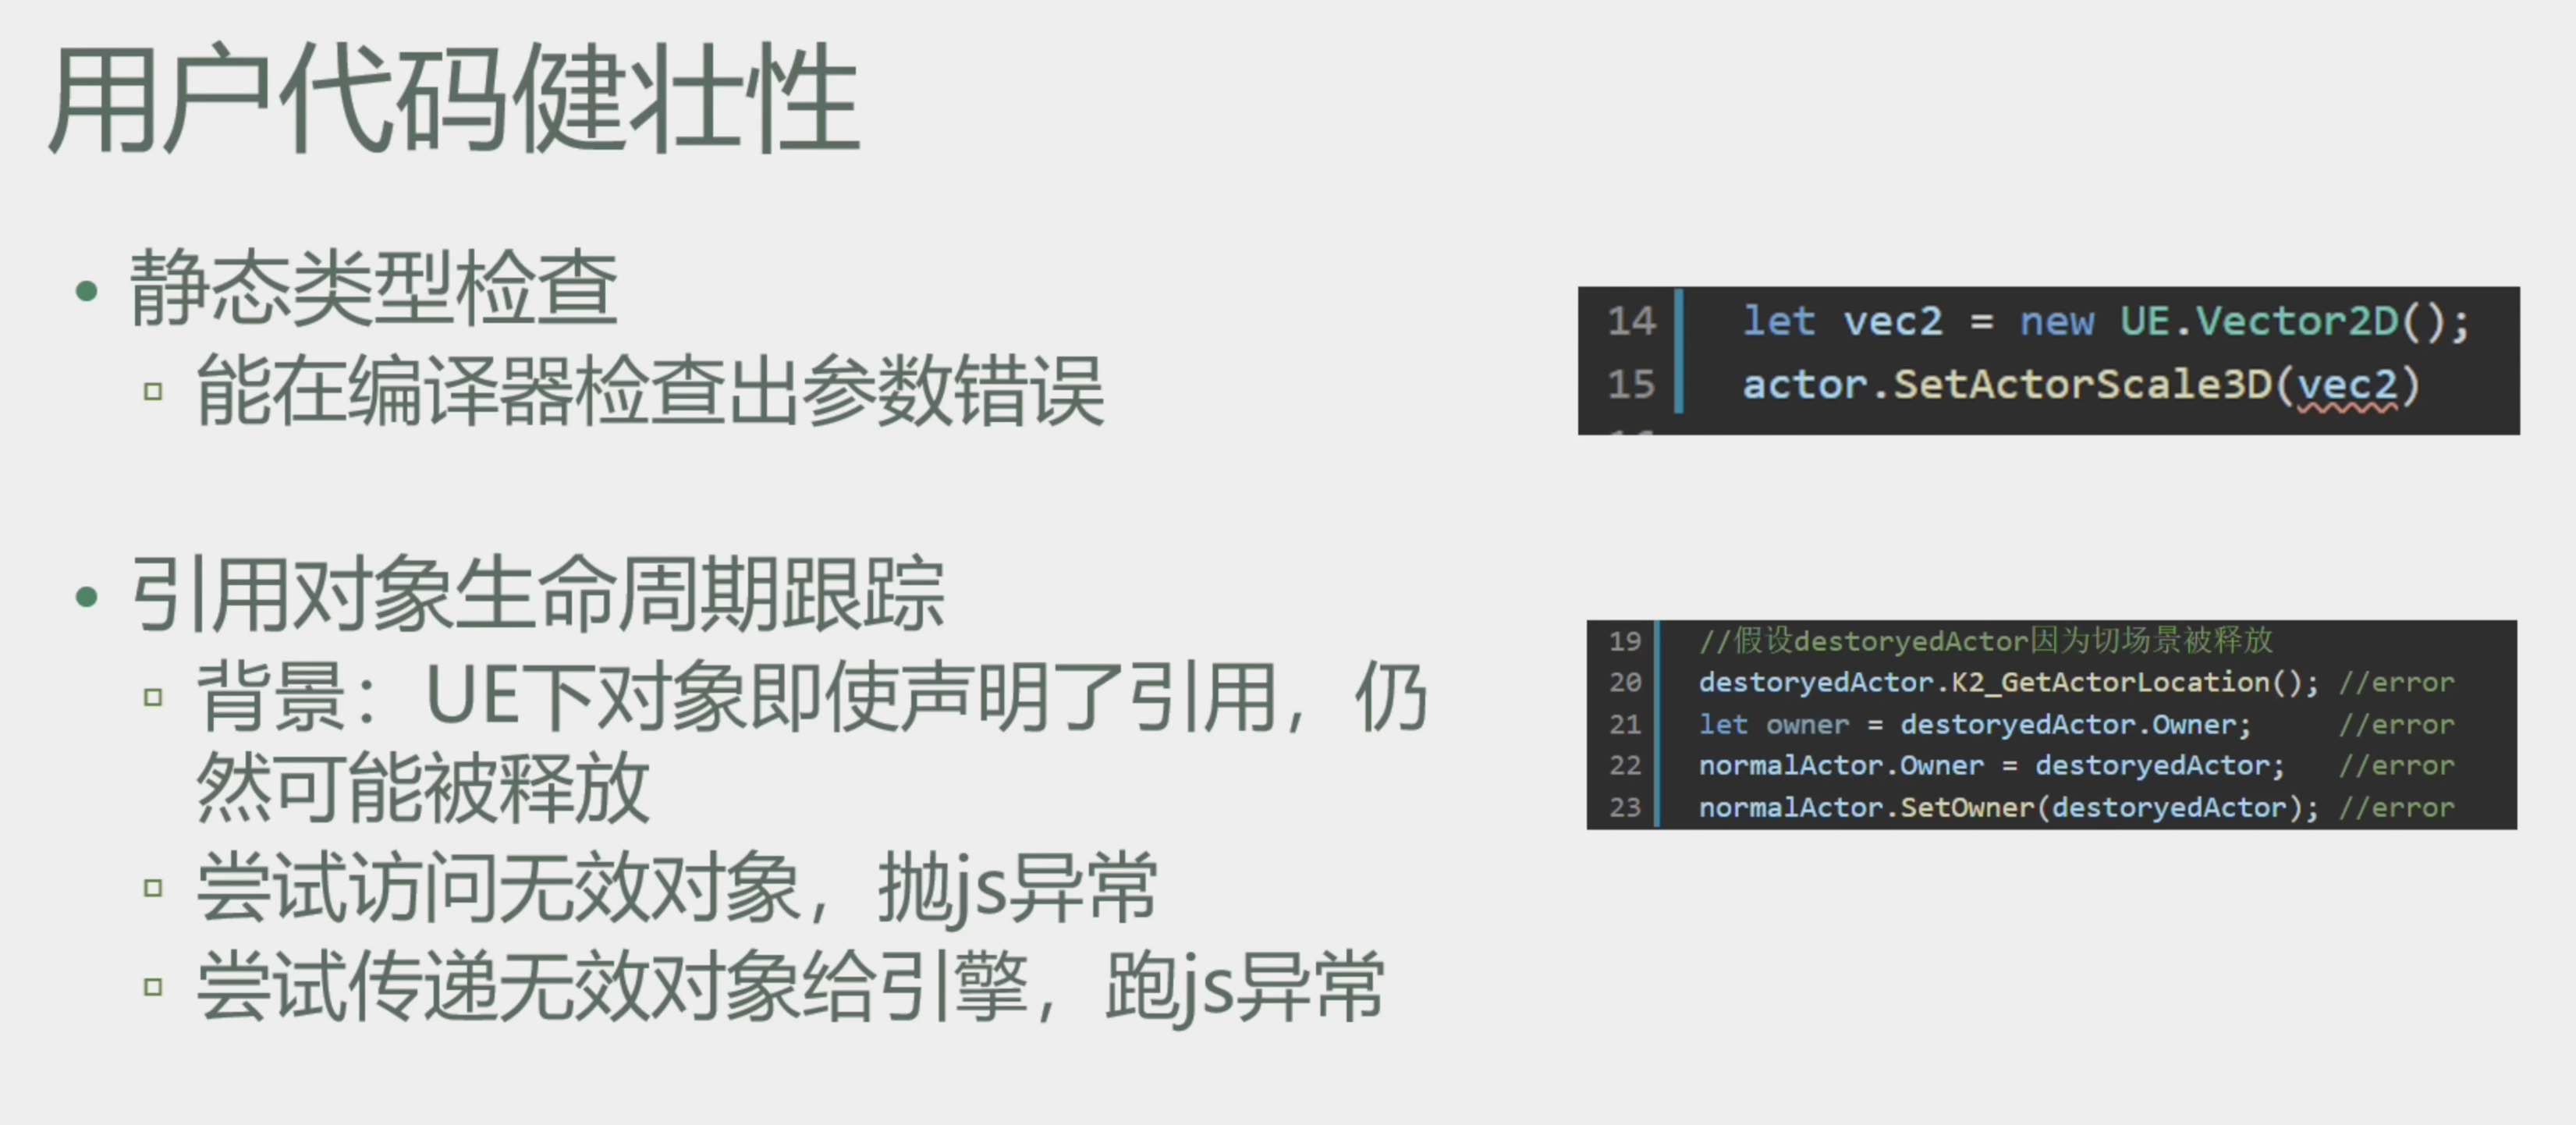 用户代码健壮性
• 静态类型检查
▫ 能在编译器检查出参数错误
14 let vec2 = new UE.Vector2D();
15 actor.SetActorScale3D(vec2)
• 引用对象生命周期跟踪
▫ 背景：UE下对象即使声明了引用，仍
然可能被释放
▫ 尝试访问无效对象，抛js异常
▫ 尝试传递无效对象给引擎，跑js异常
19 //假设destoryedActor因为切场景被释放
20 destoryedActor.K2_GetActorLocation(); //error
21 let owner = destoryedActor.Owner; //error
22 normalActor.Owner = destoryedActor; //error
23 normalActor.SetOwner(destoryedActor); //error